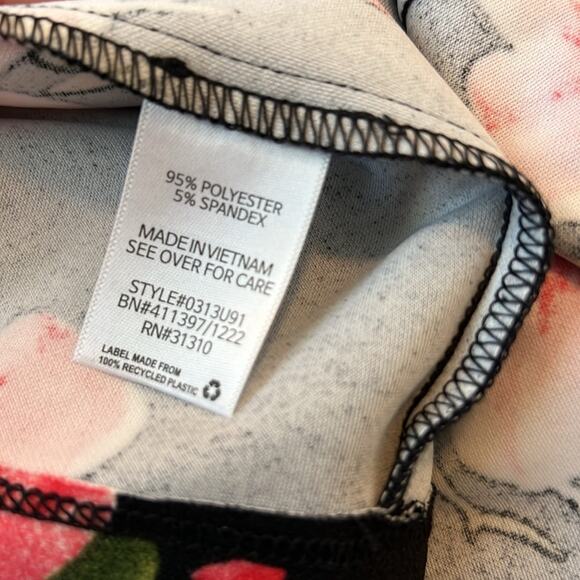 95% POLYESTER
5% SPANDEX
MADE IN VIETNAM
SEE OVER FOR CARE
STYLE#0313U91
BN#411397/1222
RN#31310
LABEL MADE FROM
100% RECYCLED PLASTIC